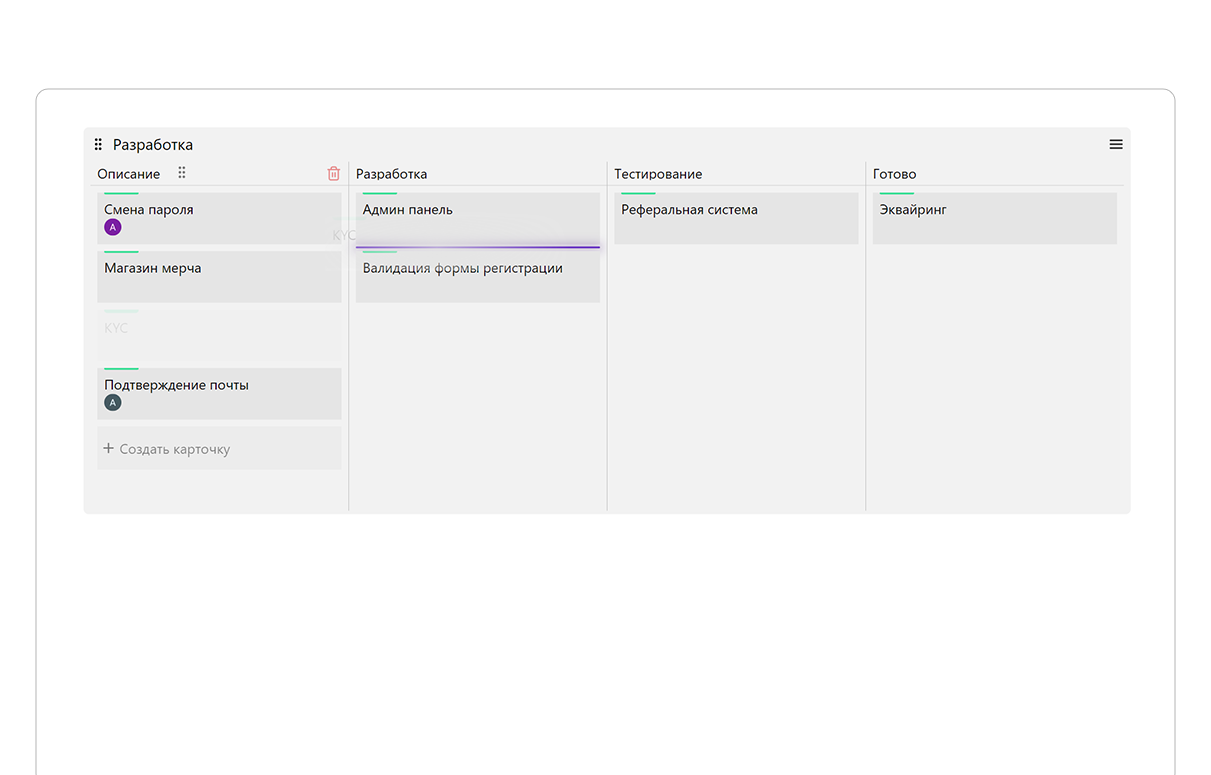 Разработка
Описание
Разработка
Тестирование
Готово
Смена пароля
A
Админ панель
Реферальная система
Эквайринг
KYC
Магазин мерча
Валидация формы регистрации
KYC
Подтверждение почты
A
+ Создать карточку